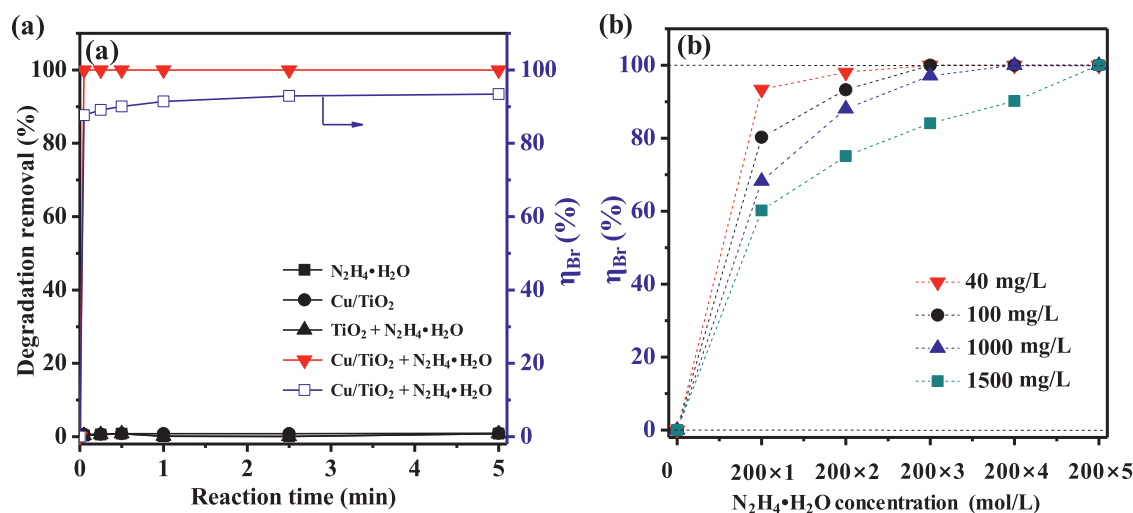 (a)
(a)
100
80
60
40
20
0
Degradation removal (%)
N₂H₄•H₂O
Cu/TiO₂
TiO₂ + N₂H₄•H₂O
Cu/TiO₂ + N₂H₄•H₂O
Cu/TiO₂ + N₂H₄•H₂O
0
1
2
3
4
5
Reaction time (min)
100
80
60
40
20
0
η_Br (%)
(b)
(b)
100
80
60
40
20
0
η_Br (%)
40 mg/L
100 mg/L
1000 mg/L
1500 mg/L
0
200×1
200×2
200×3
200×4
200×5
N₂H₄•H₂O concentration (mol/L)